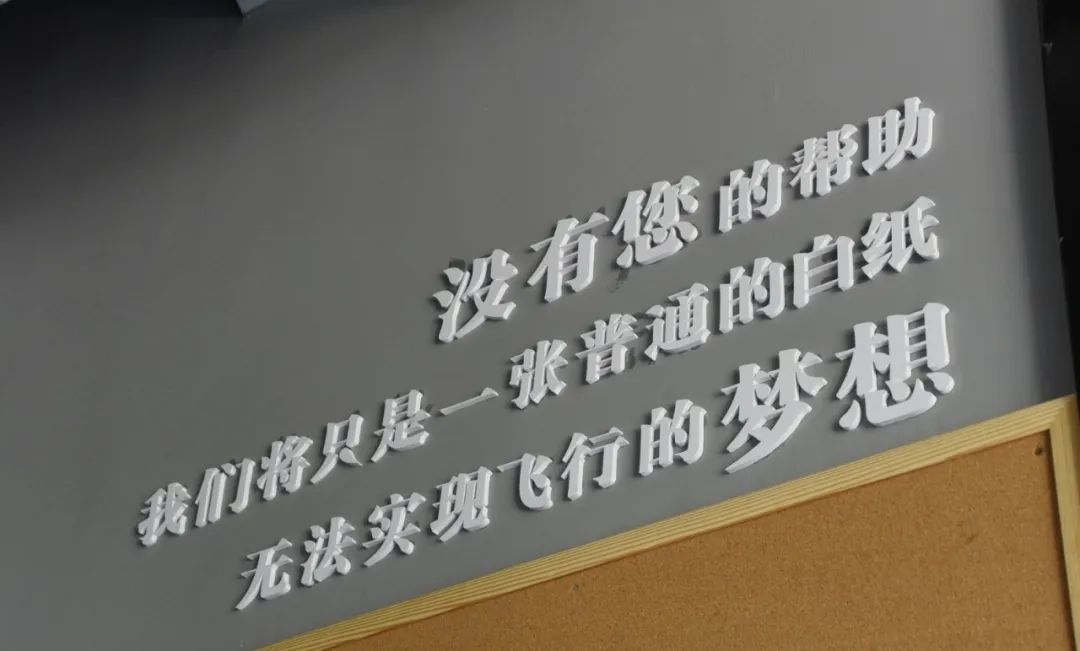 没有您的帮助
我们将只是一张普通的白纸
无法实现飞行的梦想